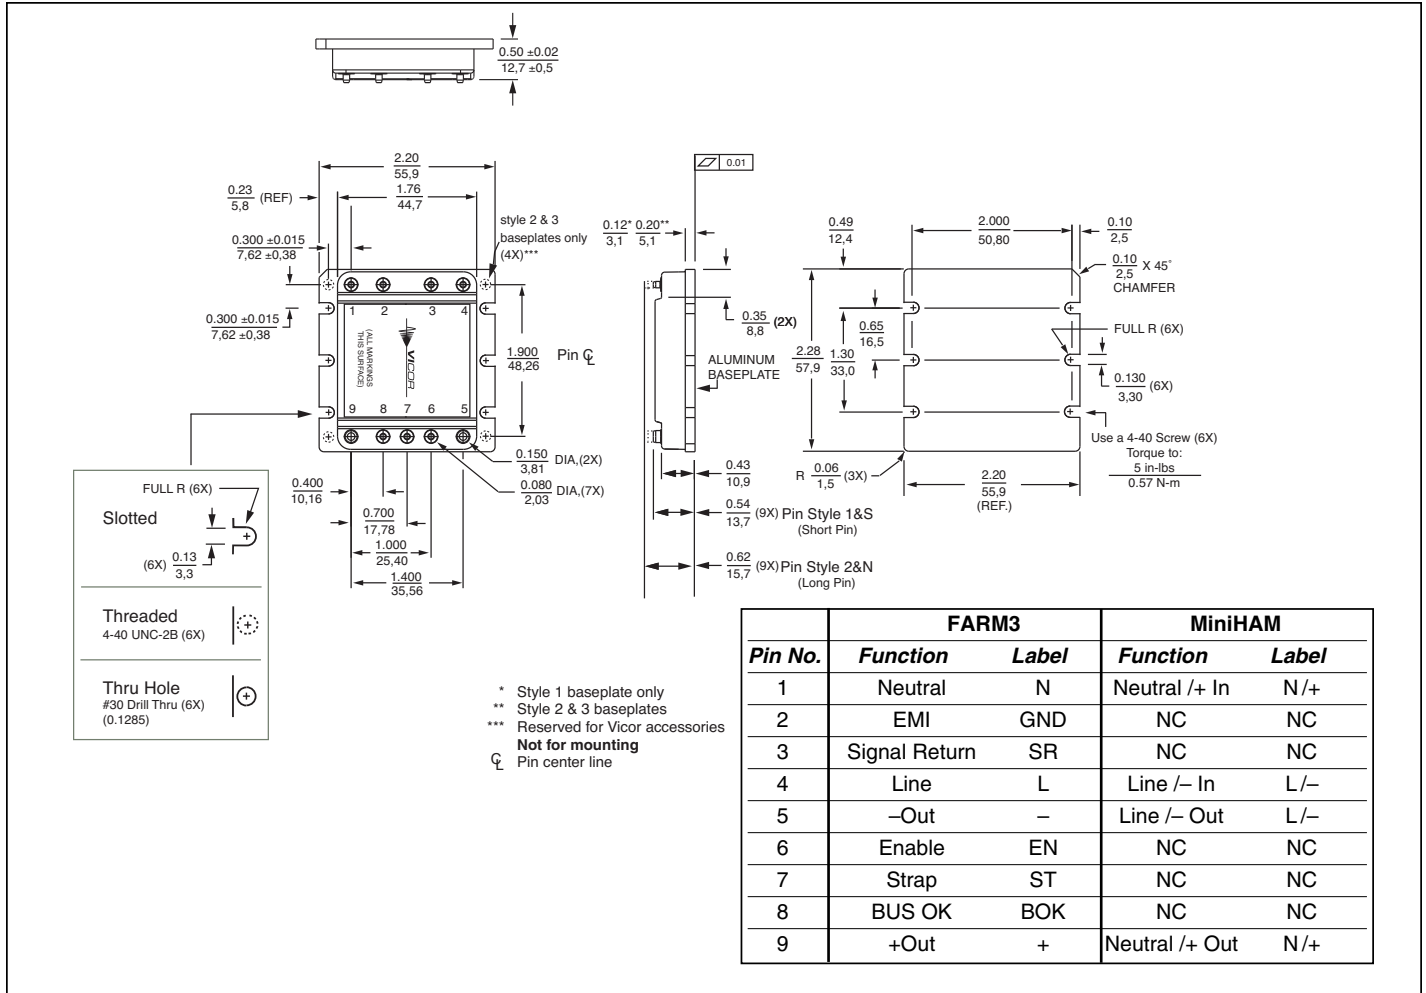 0.50 ±0.02
12,7 ±0,5
2.20
55,9
0.01
0.23
5,8 (REF)
1.76
44,7
style 2 & 3
baseplates only
(4X)***
0.12* 0.20**
3,1 5,1
0.49
12,4
2.000
50,80
0.10
2,5
0.300 ±0.015
7,62 ±0,38
0.10 X 45°
2,5
CHAMFER
1 2 3 4
0.300 ±0.015
7,62 ±0,38
0.35 (2X)
8,8
0.65
16,5
FULL R (6X)
(ALL MARKINGS
THIS SURFACE)
VICOR
1.900
48,26
Pin CL
ALUMINUM
BASEPLATE
2.28
57,9
1.30
33,0
0.130 (6X)
3,30
9 8 7 6 5
Use a 4-40 Screw (6X)
Torque to:
5 in-lbs
0.57 N-m
0.150 DIA,(2X)
3,81
0.43
10,9
R 0.06 (3X)
1,5
2.20
55,9
(REF.)
0.400
10,16
0.080 DIA,(7X)
2,03
FULL R (6X)
Slotted
(6X) 0.13
3,3
0.700
17,78
0.54 (9X) Pin Style 1&S
13,7
(Short Pin)
1.000
25,40
0.62 (9X) Pin Style 2&N
15,7
(Long Pin)
1.400
35,56
Threaded
4-40 UNC-2B (6X)
Thru Hole
#30 Drill Thru (6X)
(0.1285)
* Style 1 baseplate only
** Style 2 & 3 baseplates
*** Reserved for Vicor accessories
Not for mounting
CL Pin center line
FARM3 MiniHAM
Pin No. Function Label Function Label
1 Neutral N Neutral /+ In N/+
2 EMI GND NC NC
3 Signal Return SR NC NC
4 Line L Line /– In L/–
5 –Out – Line /– Out L/–
6 Enable EN NC NC
7 Strap ST NC NC
8 BUS OK BOK NC NC
9 +Out + Neutral /+ Out N/+